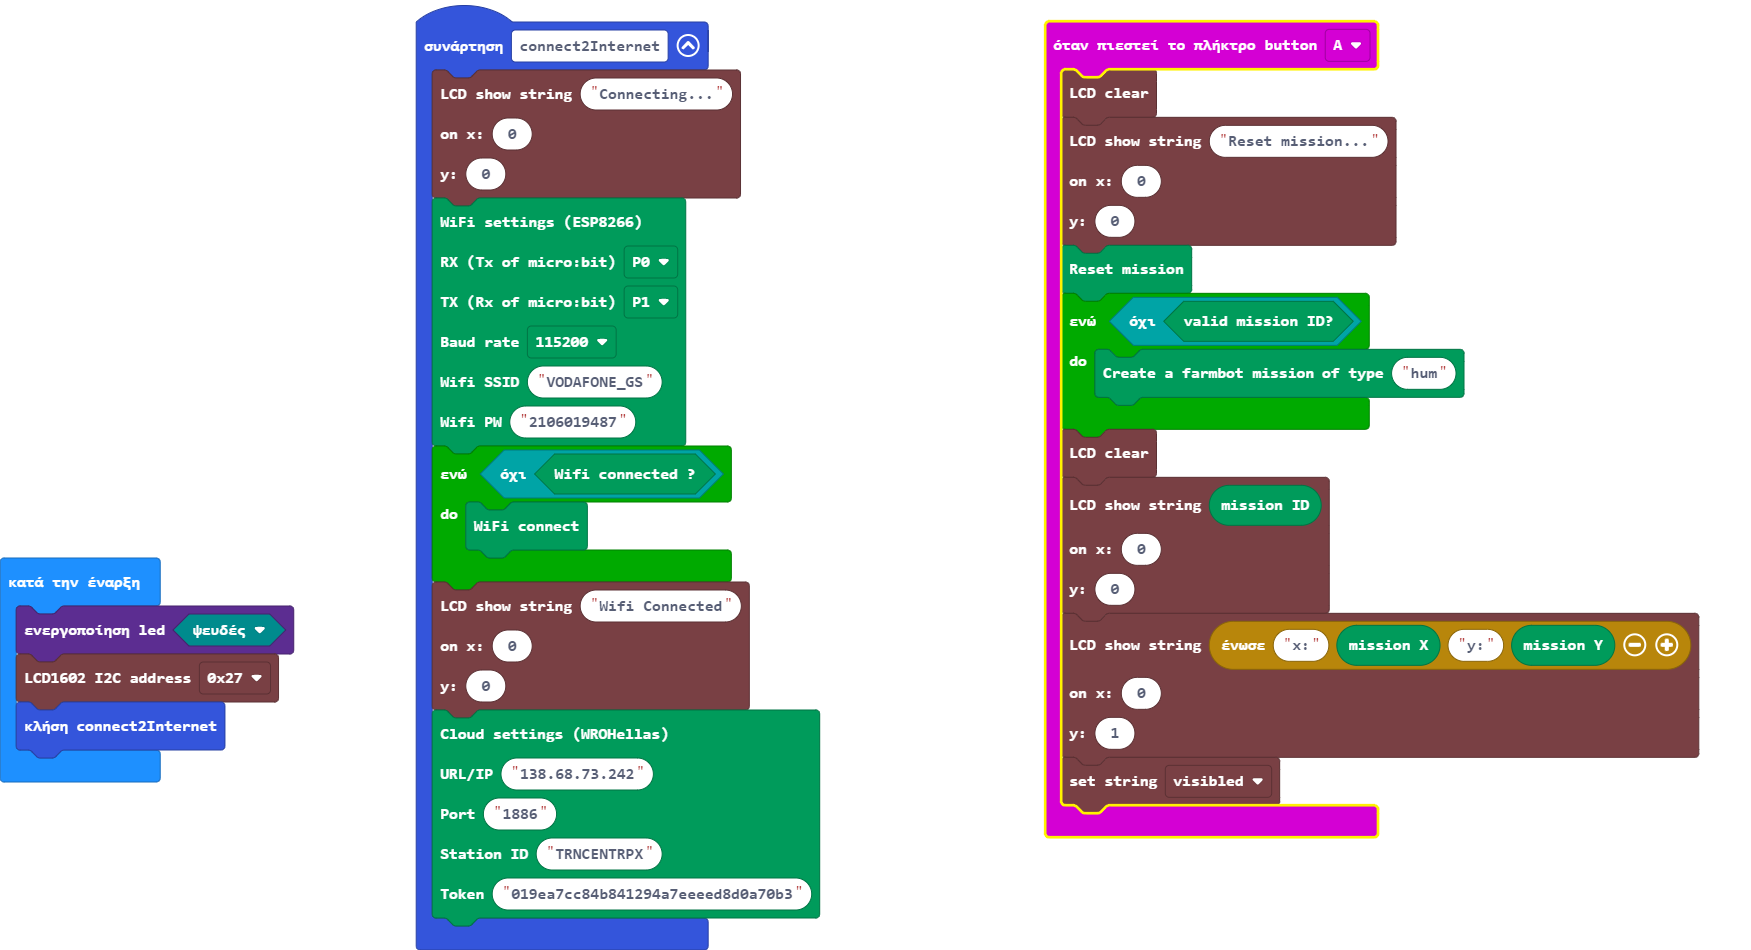 κατά την έναρξη
ενεργοποίηση led ψευδές
LCD1602 I2C address 0x27
κλήση connect2Internet
συνάρτηση connect2Internet
LCD show string "Connecting..."
on x: 0
y: 0
WiFi settings (ESP8266)
RX (Tx of micro:bit) P0
TX (Rx of micro:bit) P1
Baud rate 115200
Wifi SSID "VODAFONE_GS"
Wifi PW "2106019487"
ενώ όχι Wifi connected ?
do WiFi connect
LCD show string "Wifi Connected"
on x: 0
y: 0
Cloud settings (WROHellas)
URL/IP "138.68.73.242"
Port "1886"
Station ID "TRNCENTRPX"
Token "019ea7cc84b841294a7eeeed8d0a70b3"
όταν πιεστεί το πλήκτρο button A
LCD clear
LCD show string "Reset mission..."
on x: 0
y: 0
Reset mission
ενώ όχι valid mission ID?
do Create a farmbot mission of type "hum"
LCD clear
LCD show string mission ID
on x: 0
y: 0
LCD show string ένωσε "x:" mission X "y:" mission Y
on x: 0
y: 1
set string visibled